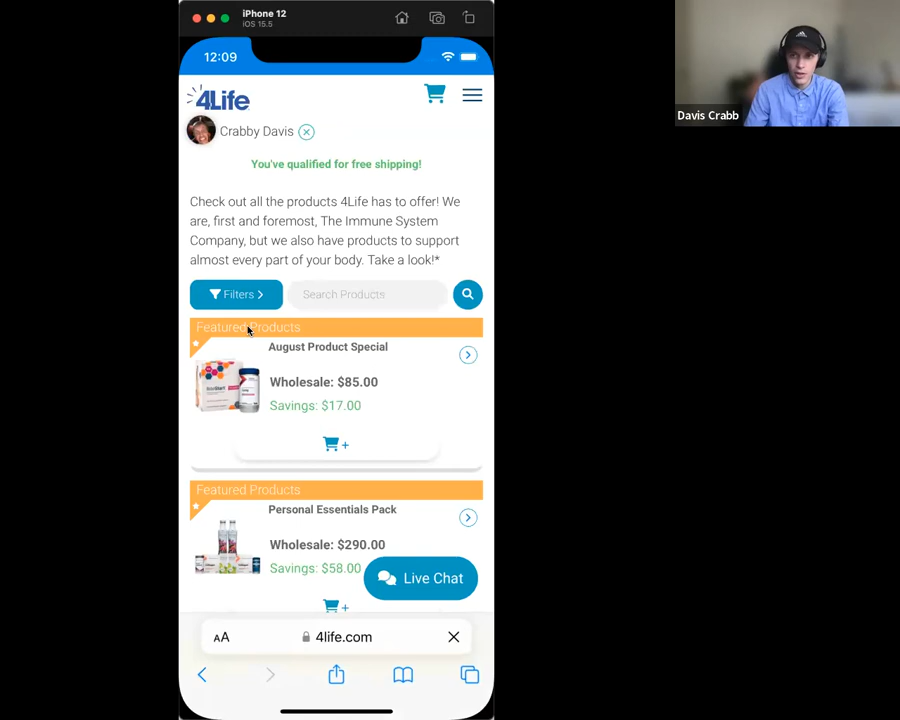 iPhone 12
iOS 15.5
12:09
4Life
Crabby Davis
You've qualified for free shipping!
Check out all the products 4Life has to offer! We
are, first and foremost, The Immune System
Company, but we also have products to support
almost every part of your body. Take a look!*
Filters
Search Products
Featured Products
August Product Special
Wholesale: $85.00
Savings: $17.00
+
Featured Products
Personal Essentials Pack
Wholesale: $290.00
Savings: $58.00
Live Chat
+
AA
4life.com
Davis Crabb